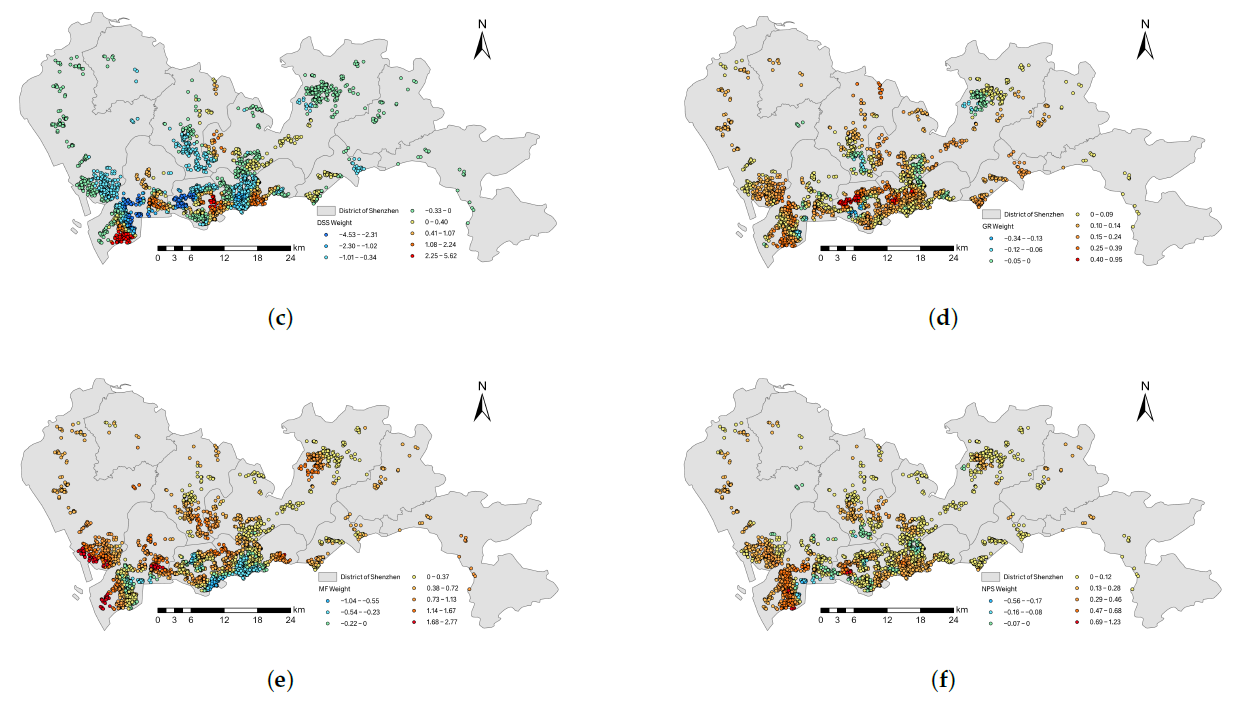 N
District of Shenzhen
DSS Weight
−4.53 – −2.31
−2.30 – −1.02
−1.01 – −0.34
−0.33 – 0
0 – 0.40
0.41 – 1.07
1.08 – 2.24
2.25 – 5.62
km
0 3 6 12 18 24
(c)
N
District of Shenzhen
GR Weight
−0.34 – −0.13
−0.12 – −0.06
−0.05 – 0
0 – 0.09
0.10 – 0.14
0.15 – 0.24
0.25 – 0.39
0.40 – 0.95
km
0 3 6 12 18 24
(d)
N
District of Shenzhen
MF Weight
−1.04 – −0.55
−0.54 – −0.23
−0.22 – 0
0 – 0.37
0.38 – 0.72
0.73 – 1.13
1.14 – 1.67
1.68 – 2.77
km
0 3 6 12 18 24
(e)
N
District of Shenzhen
NPS Weight
−0.56 – −0.17
−0.16 – −0.08
−0.07 – 0
0 – 0.12
0.13 – 0.28
0.29 – 0.46
0.47 – 0.68
0.69 – 1.23
km
0 3 6 12 18 24
(f)